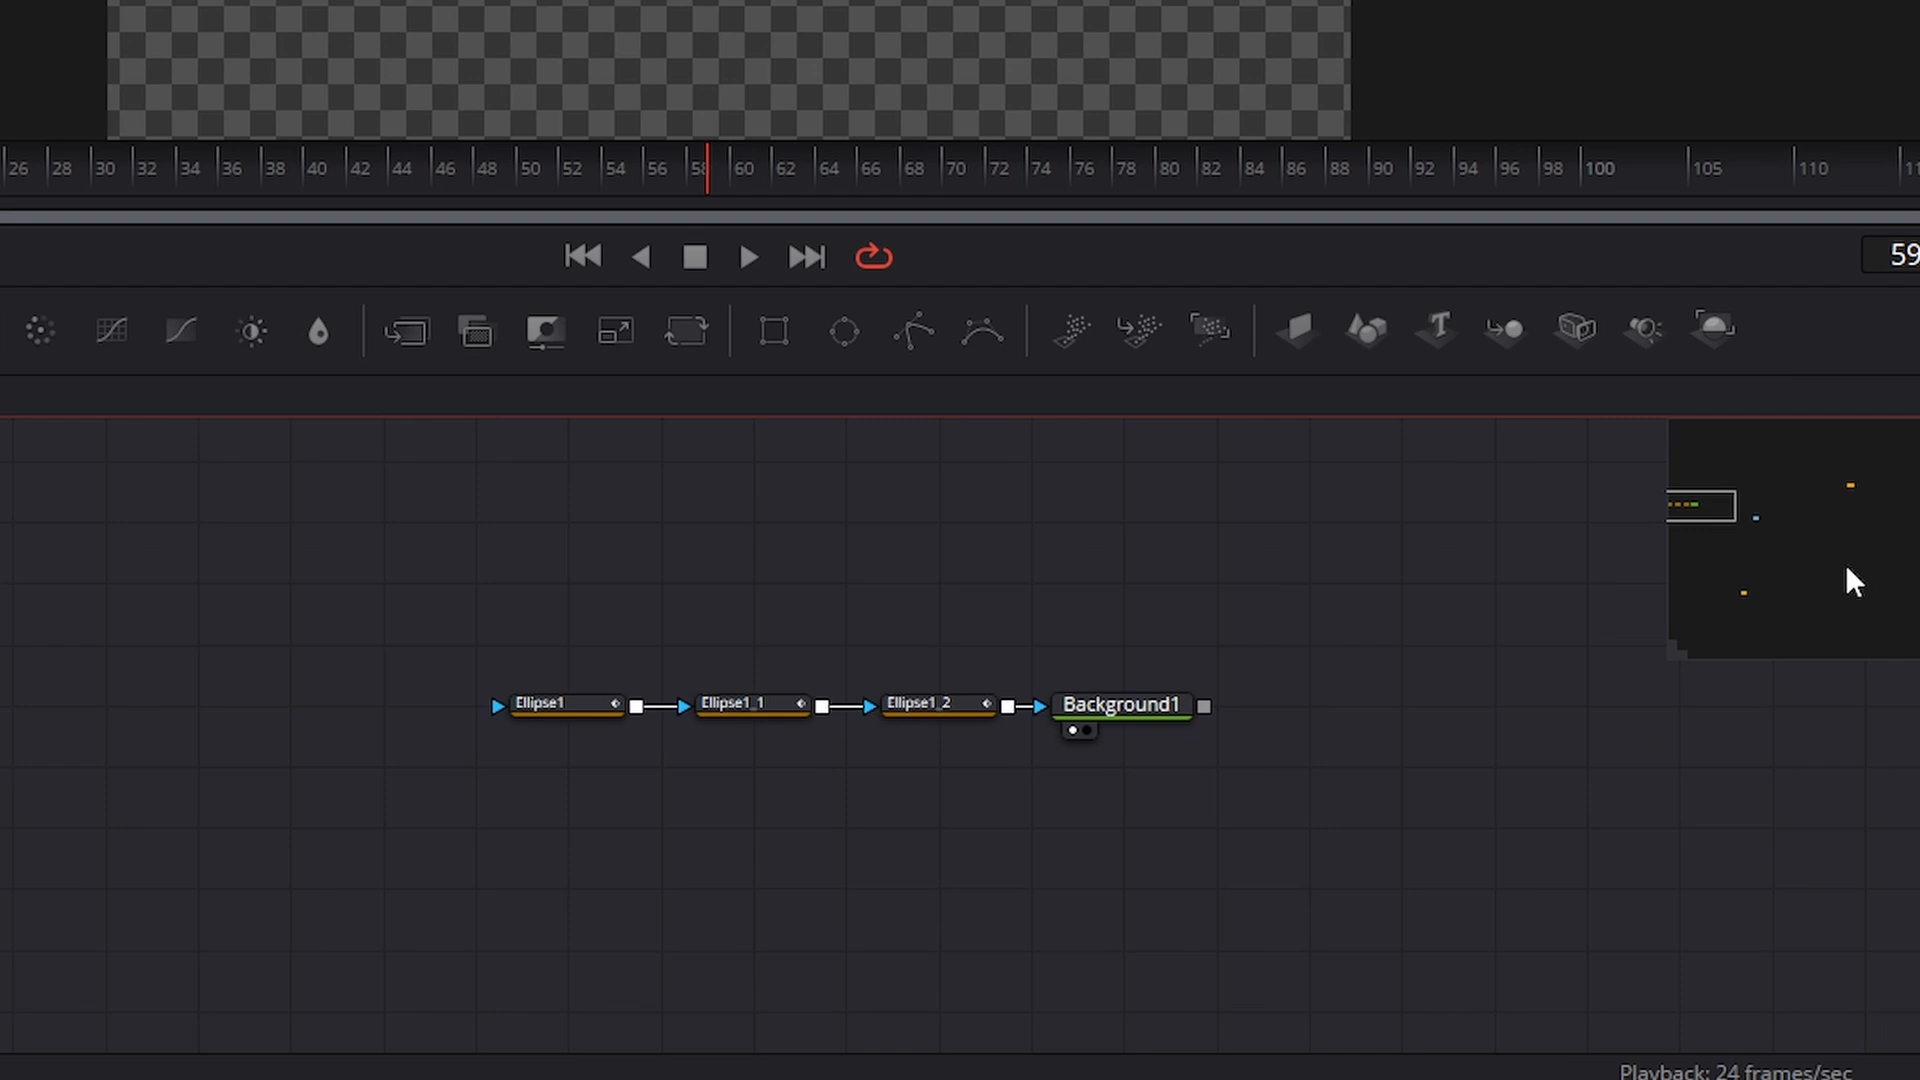 26 28 30 32 34 36 38 40 42 44 46 48 50 52 54 56 58 60 62 64 66 68 70 72 74 76 78 80 82 84 86 88 90 92 94 96 98 100 105 110
59
Ellipse1 Ellipse1_1 Ellipse1_2 Background1
Playback: 24 frames/sec